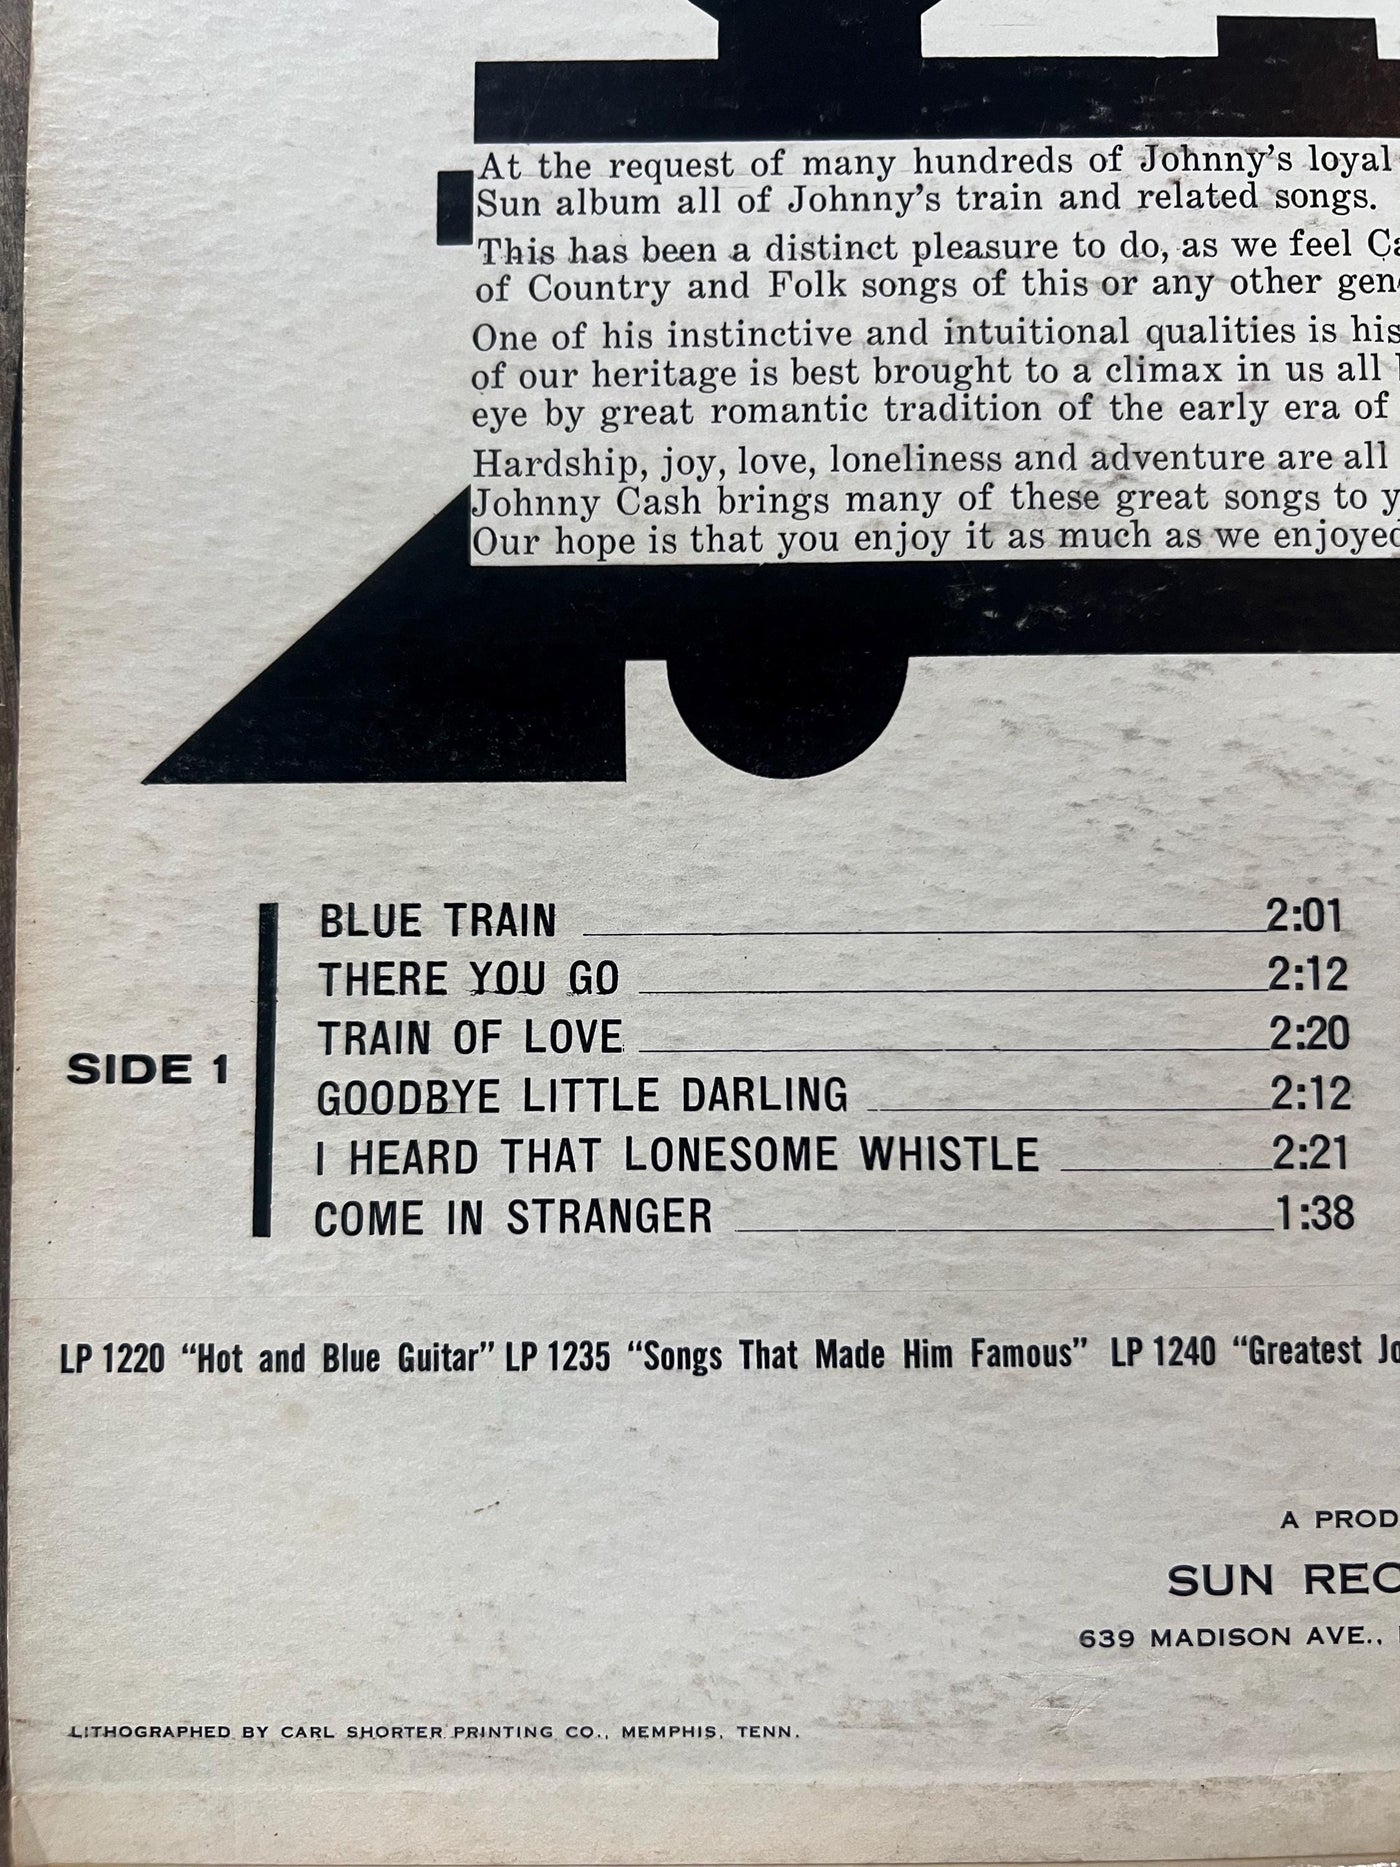 At the request of many hundreds of Johnny's loyal
Sun album all of Johnny's train and related songs.
This has been a distinct pleasure to do, as we feel
of Country and Folk songs of this or any other
One of his instinctive and intuitional qualities is his
of our heritage is best brought to a climax in us all
eye by great romantic tradition of the early era of
Hardship, joy, love, loneliness and adventure are all
Johnny Cash brings many of these great songs to
Our hope is that you enjoy it as much as we enjoyed
SIDE 1
BLUE TRAIN 2:01
THERE YOU GO 2:12
TRAIN OF LOVE 2:20
GOODBYE LITTLE DARLING 2:12
I HEARD THAT LONESOME WHISTLE 2:21
COME IN STRANGER 1:38
LP 1220 "Hot and Blue Guitar" LP 1235 "Songs That Made Him Famous" LP 1240 "Greatest
A PROD
SUN REC
639 MADISON AVE.,
LITHOGRAPHED BY CARL SHORTER PRINTING CO., MEMPHIS, TENN.